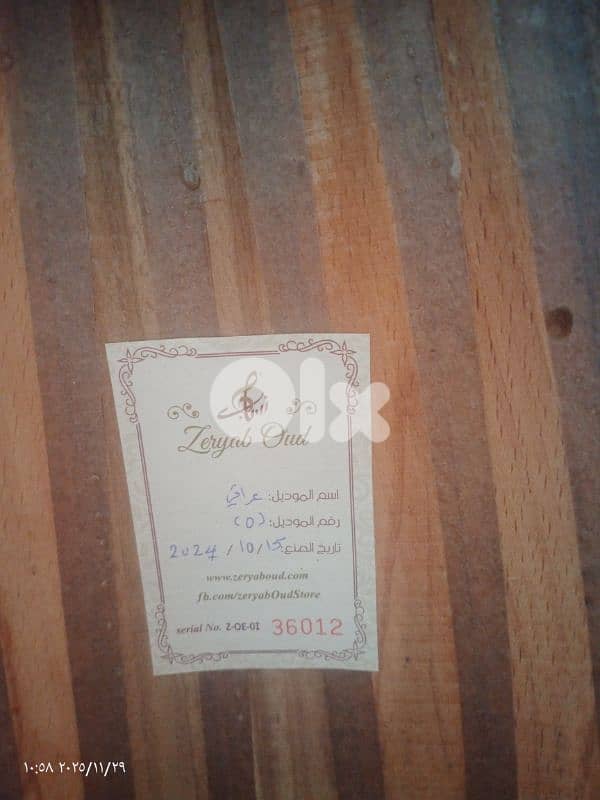 زرياب
Zeryab Oud
اسم الموديل: عراقي
رقم الموديل: (٥)
تاريخ الصنع: 2024 / 10 / 15
www.zeryaboud.com
fb.com/zeryabOudStore
serial No. Z-OE-01 36012
OLX
١٠:٥٨ ٢٠٢٥/١١/٢٩